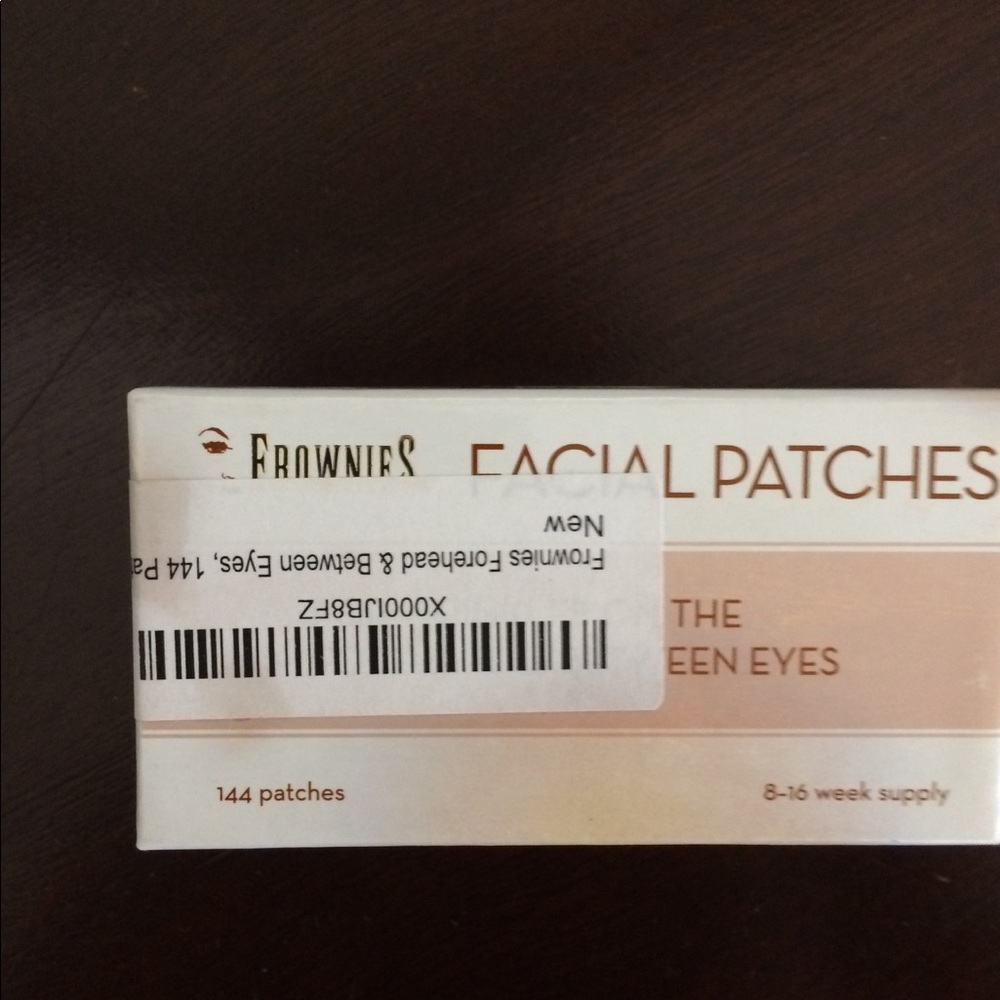 FROWNIES
FACIAL PATCHES
THE
EEN EYES
New
Frownies Forehead & Between Eyes, 144 Pa
X000IJB8FZ
144 patches
8-16 week supply